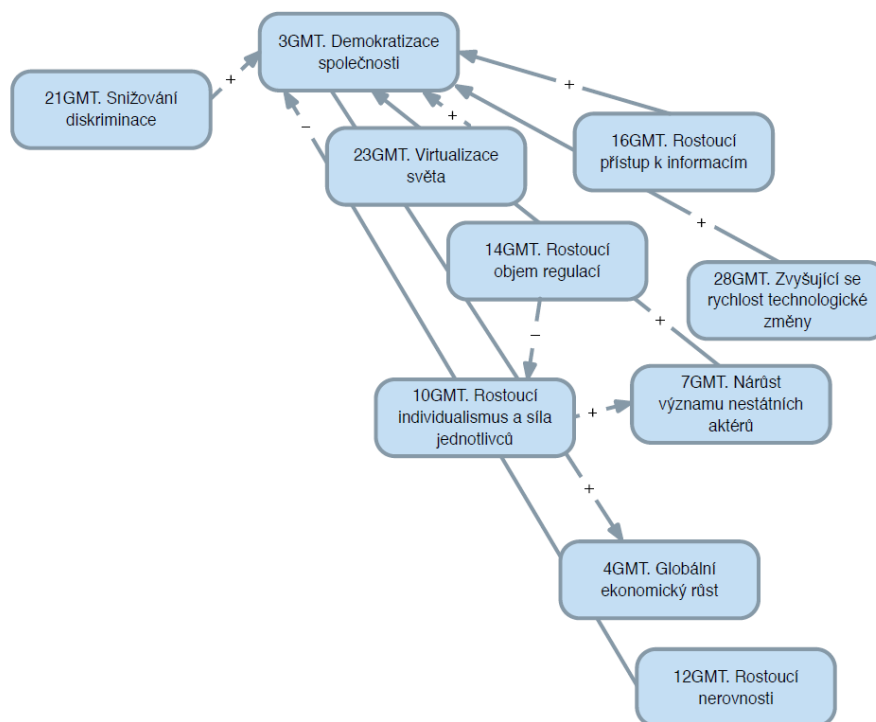 3GMT. Demokratizace
společnosti
+
21GMT. Snižování
diskriminace
+
–
+
23GMT. Virtualizace
světa
16GMT. Rostoucí
přístup k informacím
+
14GMT. Rostoucí
objem regulací
28GMT. Zvyšující se
rychlost technologické
změny
+
–
10GMT. Rostoucí
individualismus a síla
jednotlivců
+
7GMT. Nárůst
významu nestátních
aktérů
+
4GMT. Globální
ekonomický růst
12GMT. Rostoucí
nerovnosti